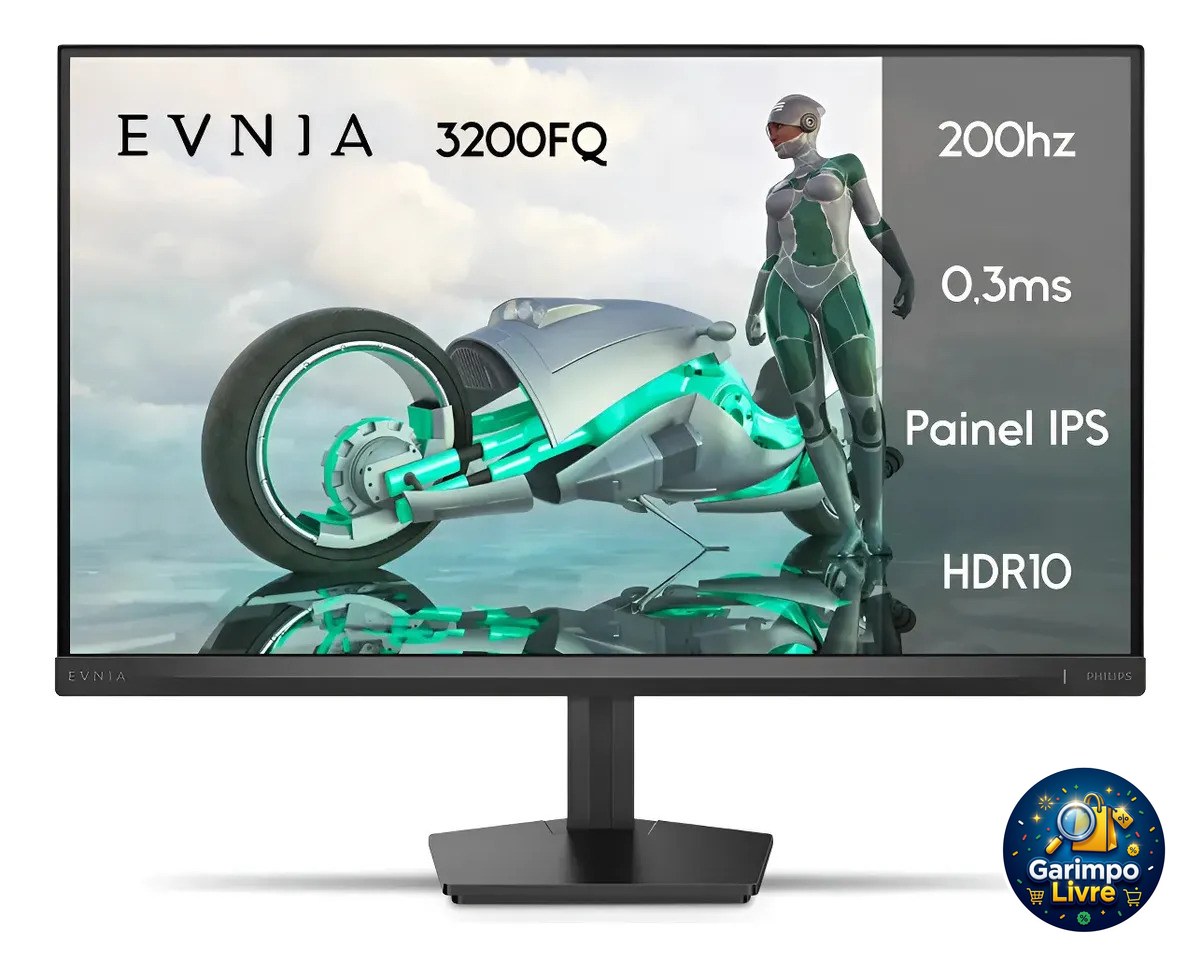 EVNIA 3200FQ
200hz
0,3ms
Painel IPS
HDR10
EVNIA
PHILIPS
%
%
Garimpo
Livre
%